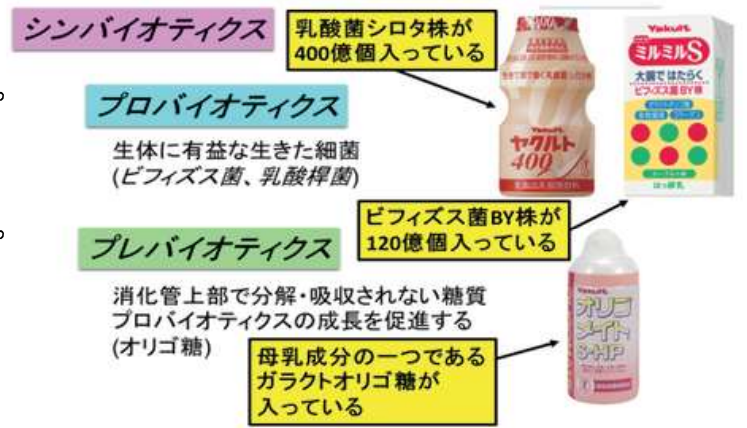 シンバイオティクス
乳酸菌シロタ株が
400億個入っている
プロバイオティクス
生体に有益な生きた細菌
(ビフィズス菌、乳酸桿菌)
Yakult
ヤクルト
400
Yakult
ミルミルS
大腸ではたらく
ビフィズス菌BY株
はっ酵乳
ビフィズス菌BY株が
120億個入っている
プレバイオティクス
消化管上部で分解・吸収されない糖質
プロバイオティクスの成長を促進する
(オリゴ糖)
母乳成分の一つである
ガラクトオリゴ糖が
入っている
Yakult
オリゴ
メイト
S-HP